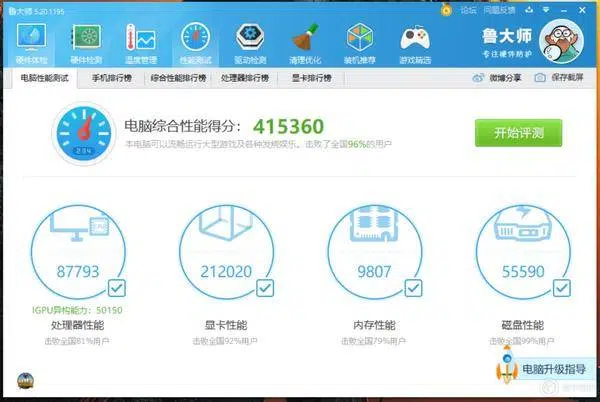 鲁大师 5.20.1195
论坛 问题反馈
硬件体检 硬件检测 温度管理 性能测试 驱动检测 清理优化 装机推荐 游戏精选
鲁大师
专注硬件防护
电脑性能测试 手机排行榜 综合性能排行榜 处理器排行榜 显卡排行榜 微博分享 保存截屏
电脑综合性能得分: 415360
本电脑可以流畅运行大型游戏及各种发烧娱乐。击败了全国96%的用户
开始评测
87793 212020 9807 55590
IGPU异构能力: 50150
处理器性能 显卡性能 内存性能 磁盘性能
击败全国81%用户 击败全国92%用户 击败全国79%用户 击败全国99%用户
电脑升级指导